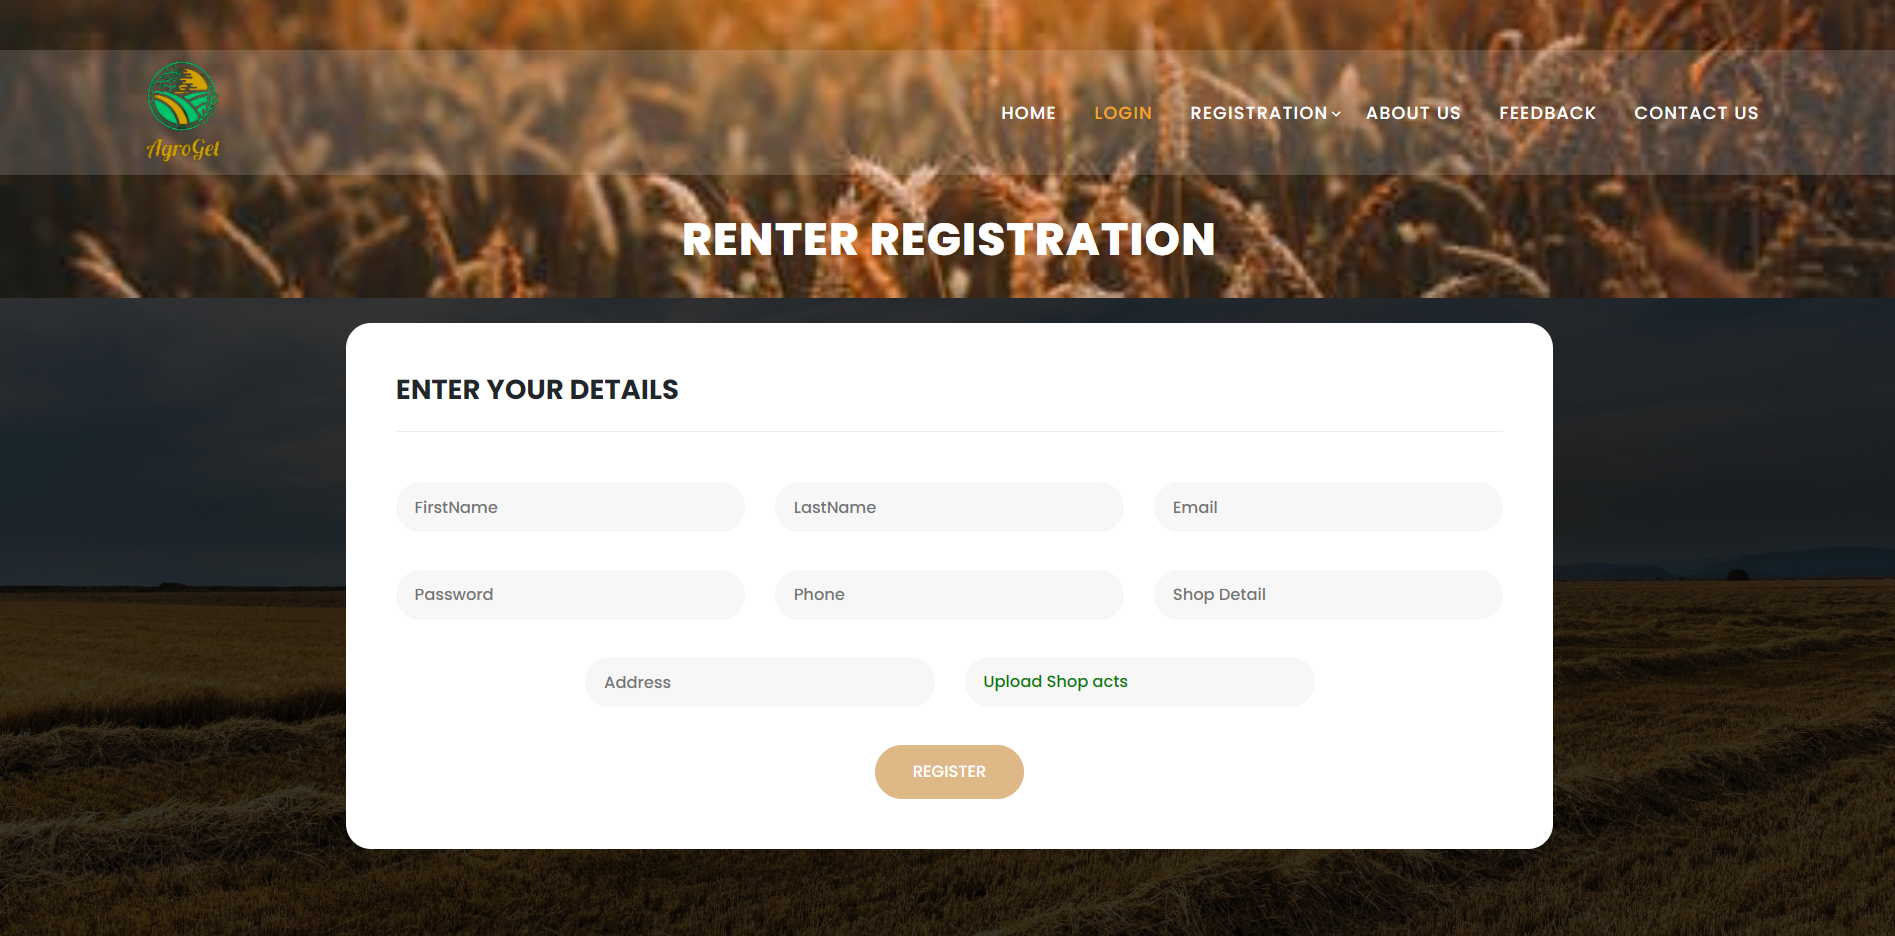 AgroGet
HOME LOGIN REGISTRATION ABOUT US FEEDBACK CONTACT US
RENTER REGISTRATION
ENTER YOUR DETAILS
FirstName LastName Email
Password Phone Shop Detail
Address Upload Shop acts
REGISTER